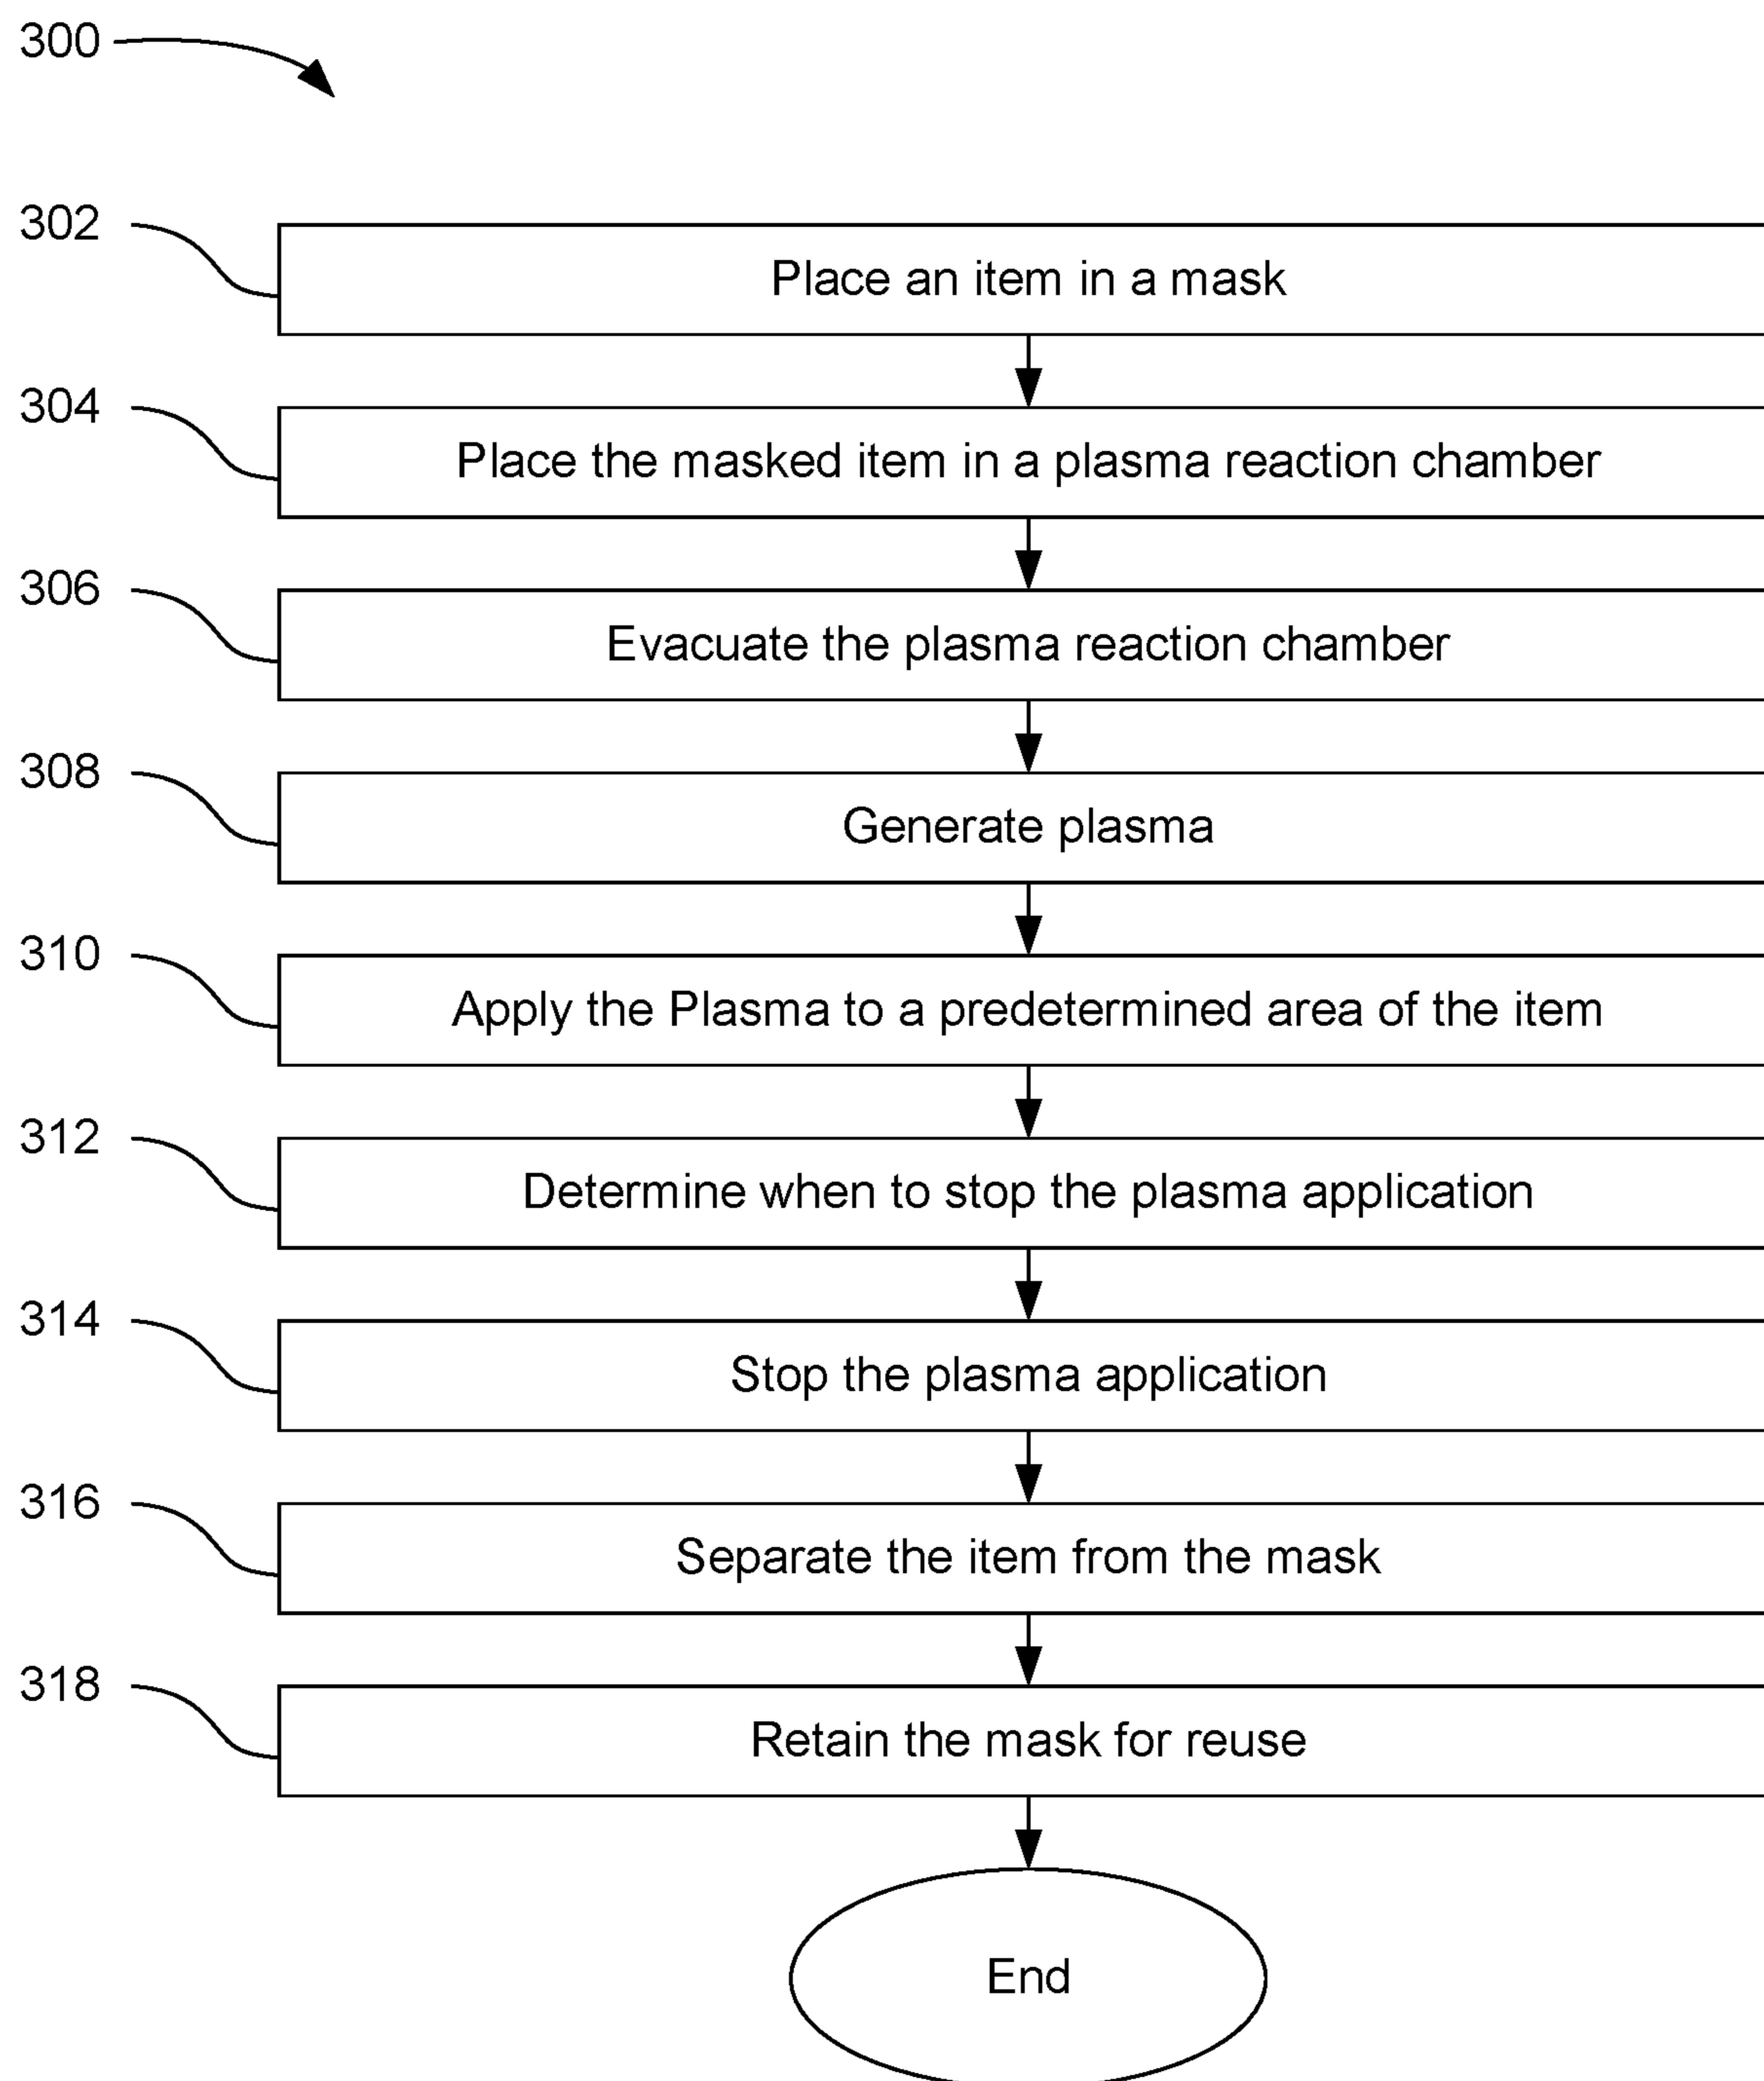 300
302
Place an item in a mask
304
Place the masked item in a plasma reaction chamber
306
Evacuate the plasma reaction chamber
308
Generate plasma
310
Apply the Plasma to a predetermined area of the item
312
Determine when to stop the plasma application
314
Stop the plasma application
316
Separate the item from the mask
318
Retain the mask for reuse
End